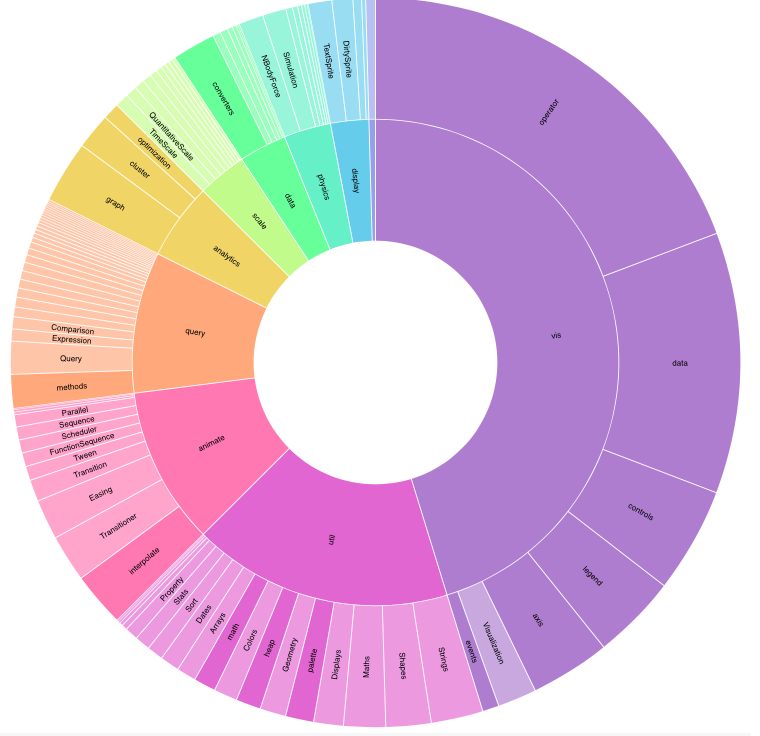 operator
vis
data
controls
legend
axis
Visualization
events
util
Strings
Shapes
Maths
Displays
palette
Geometry
heap
Colors
math
Arrays
Dates
Sort
Stats
Property
animate
interpolate
Transitioner
Easing
Transition
Tween
FunctionSequence
Scheduler
Sequence
Parallel
query
methods
Query
Expression
Comparison
analytics
graph
cluster
optimization
scale
TimeScale
QuantitativeScale
data
converters
physics
NBodyForce
Simulation
display
TextSprite
DirtySprite